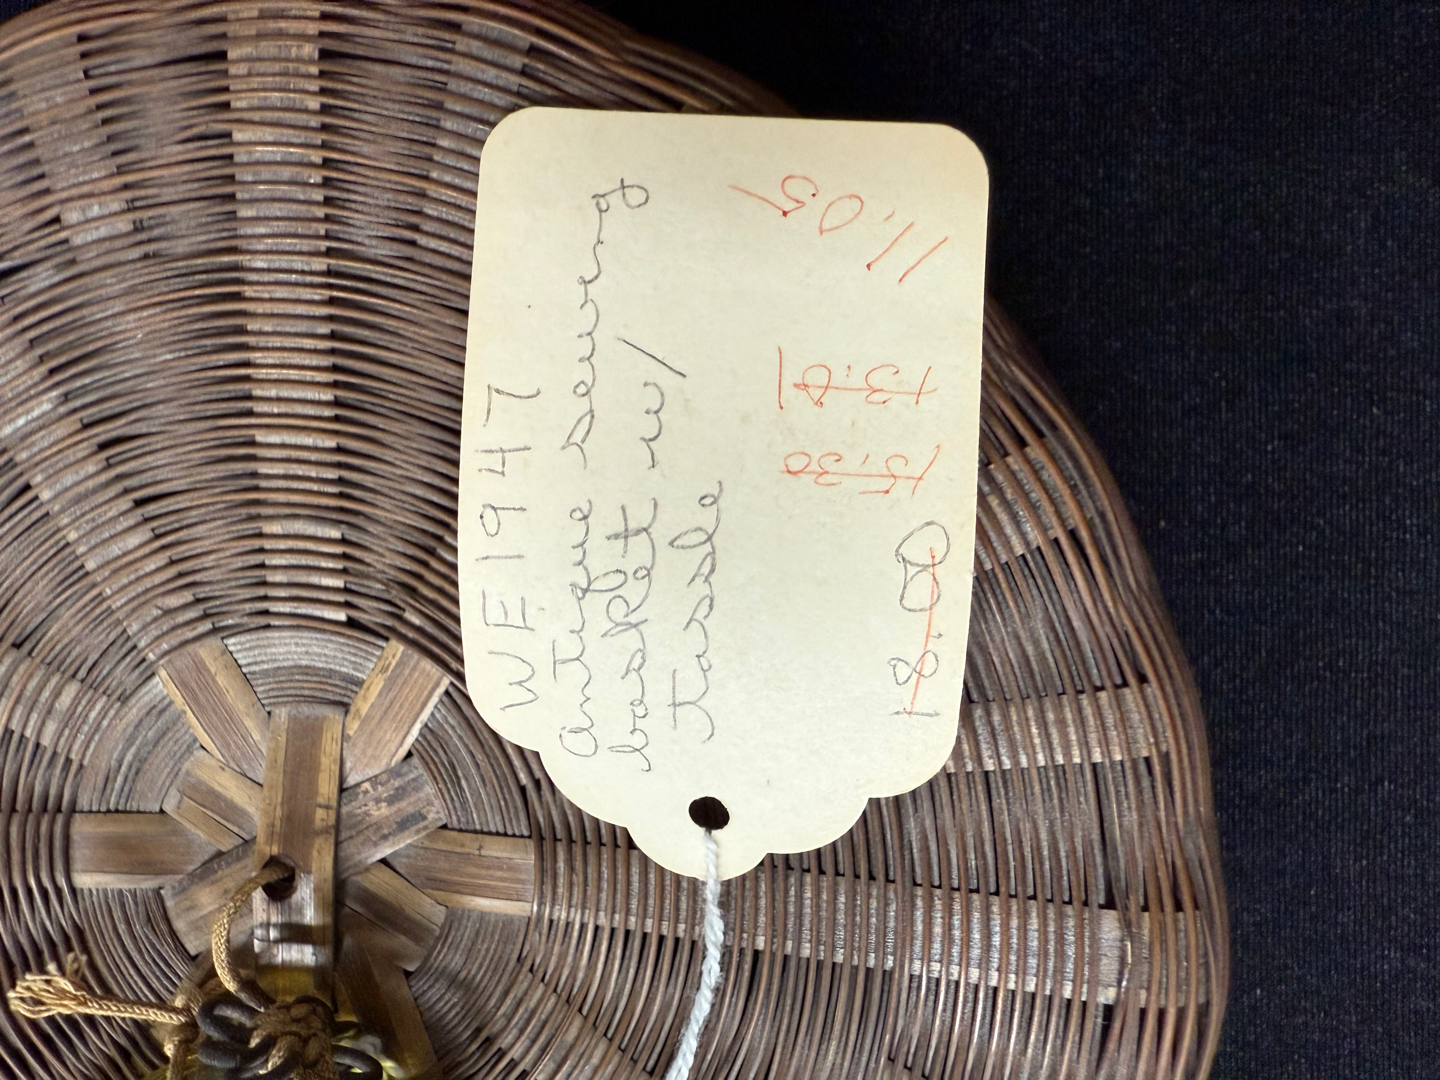 WE1947
antique sewing
basket w/
tassle
18.00
15.30
13.01
11.05